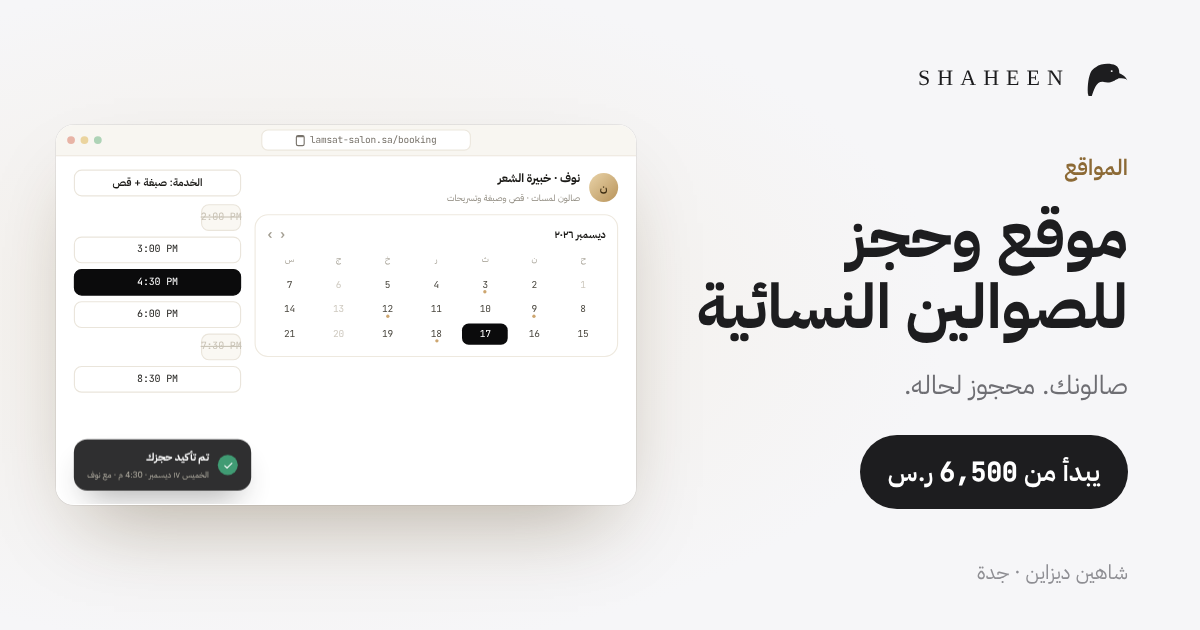 SHAHEEN
المواقع
موقع وحجز
للصوالين النسائية
صالونك. محجوز لحاله.
يبدأ من 6,500 ر.س
شاهين ديزاين · جدة
lamsat-salon.sa/booking
ن
نوف · خبيرة الشعر
صالون لمسات · قص وصبغة وتسريحات
ديسمبر ٢٠٢٦
‹ ›
ح ن ث ر خ ج س
1 2 3 4 5 6 7
8 9 10 11 12 13 14
15 16 17 18 19 20 21
الخدمة: صبغة + قص
2:00 PM
3:00 PM
4:30 PM
6:00 PM
7:30 PM
8:30 PM
تم تأكيد حجزك
الخميس ١٧ ديسمبر · 4:30 م · مع نوف